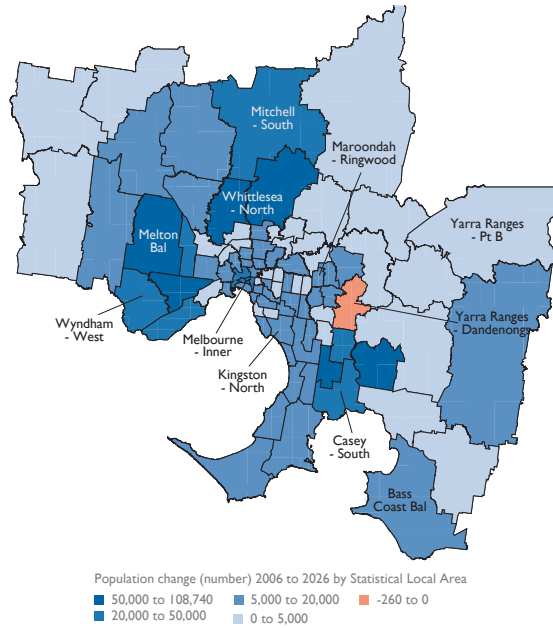 Mitchell
- South
Maroondah
- Ringwood
Whittlesea
- North
Yarra Ranges
- Pt B
Melton
Bal
Yarra Ranges
- Dandenongs
Wyndham
- West
Melbourne
- Inner
Kingston
- North
Casey
- South
Bass
Coast Bal
Population change (number) 2006 to 2026 by Statistical Local Area
50,000 to 108,740
5,000 to 20,000
-260 to 0
20,000 to 50,000
0 to 5,000